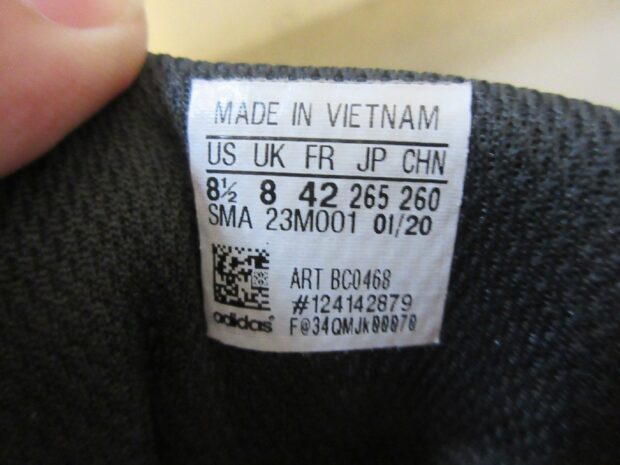 MADE IN VIETNAM
US UK FR JP CHN
8½ 8 42 265 260
SMA 23M001 01/20
ART BC0468
#124142879
adidas® F@34QMJk00070